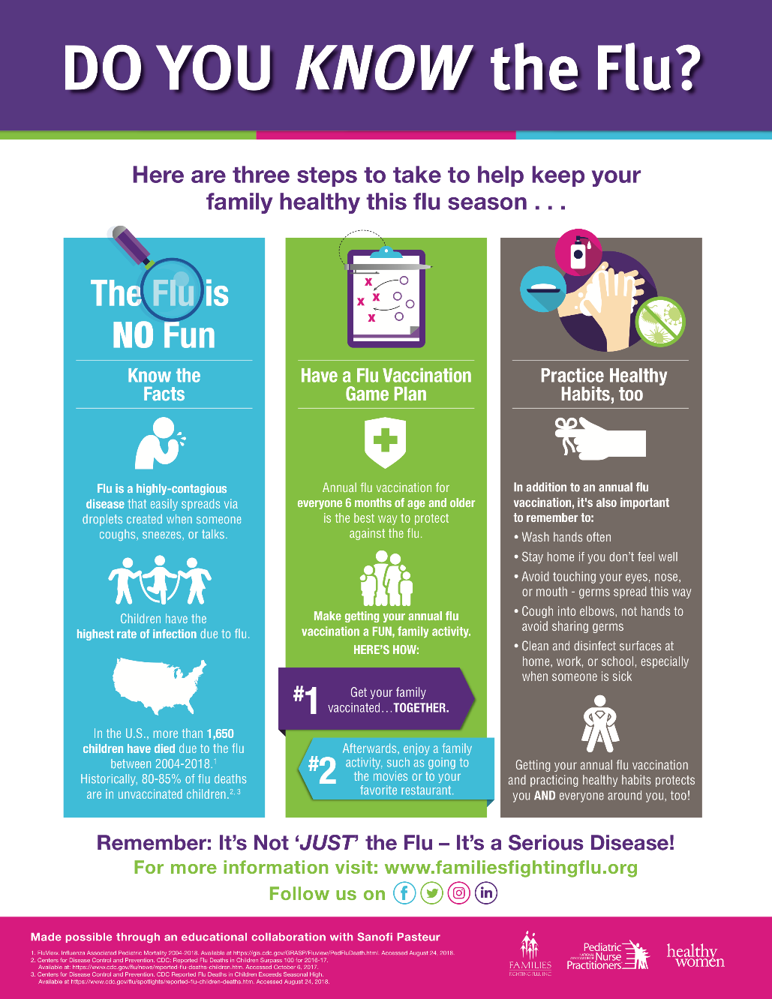 DO YOU KNOW the Flu?
Here are three steps to take to help keep your
family healthy this flu season . . .
The Flu is
NO Fun
Know the
Facts
Flu is a highly-contagious
disease that easily spreads via
droplets created when someone
coughs, sneezes, or talks.
Children have the
highest rate of infection due to flu.
In the U.S., more than 1,650
children have died due to the flu
between 2004-2018.¹
Historically, 80-85% of flu deaths
are in unvaccinated children.²,³
X
X
X
X
Have a Flu Vaccination
Game Plan
Annual flu vaccination for
everyone 6 months of age and older
is the best way to protect
against the flu.
Make getting your annual flu
vaccination a FUN, family activity.
HERE'S HOW:
#1 Get your family
vaccinated...TOGETHER.
#2 Afterwards, enjoy a family
activity, such as going to
the movies or to your
favorite restaurant.
Practice Healthy
Habits, too
In addition to an annual flu
vaccination, it's also important
to remember to:
• Wash hands often
• Stay home if you don't feel well
• Avoid touching your eyes, nose,
or mouth - germs spread this way
• Cough into elbows, not hands to
avoid sharing germs
• Clean and disinfect surfaces at
home, work, or school, especially
when someone is sick
Getting your annual flu vaccination
and practicing healthy habits protects
you AND everyone around you, too!
Remember: It's Not 'JUST' the Flu – It's a Serious Disease!
For more information visit: www.familiesfightingflu.org
Follow us on f in
Made possible through an educational collaboration with Sanofi Pasteur
1. FluView. Influenza Associated Pediatric Mortality 2004-2018. Available at https://gis.cdc.gov/GRASP/Fluview/PedFluDeath.html. Accessed August 24, 2018.
2. Centers for Disease Control and Prevention. CDC: Reported Flu Deaths in Children Surpass 100 for 2016-17.
Available at: https://www.cdc.gov/flu/news/reported-flu-deaths-children.htm. Accessed October 6, 2017.
3. Centers for Disease Control and Prevention. CDC Reported Flu Deaths in Children Exceeds Seasonal High.
Available at https://www.cdc.gov/flu/spotlights/reported-flu-children-deaths.htm. Accessed August 24, 2018.
FAMILIES
FIGHTING FLU, INC
Pediatric
NATIONAL ASSOCIATION OF Nurse
Practitioners
healthy
women